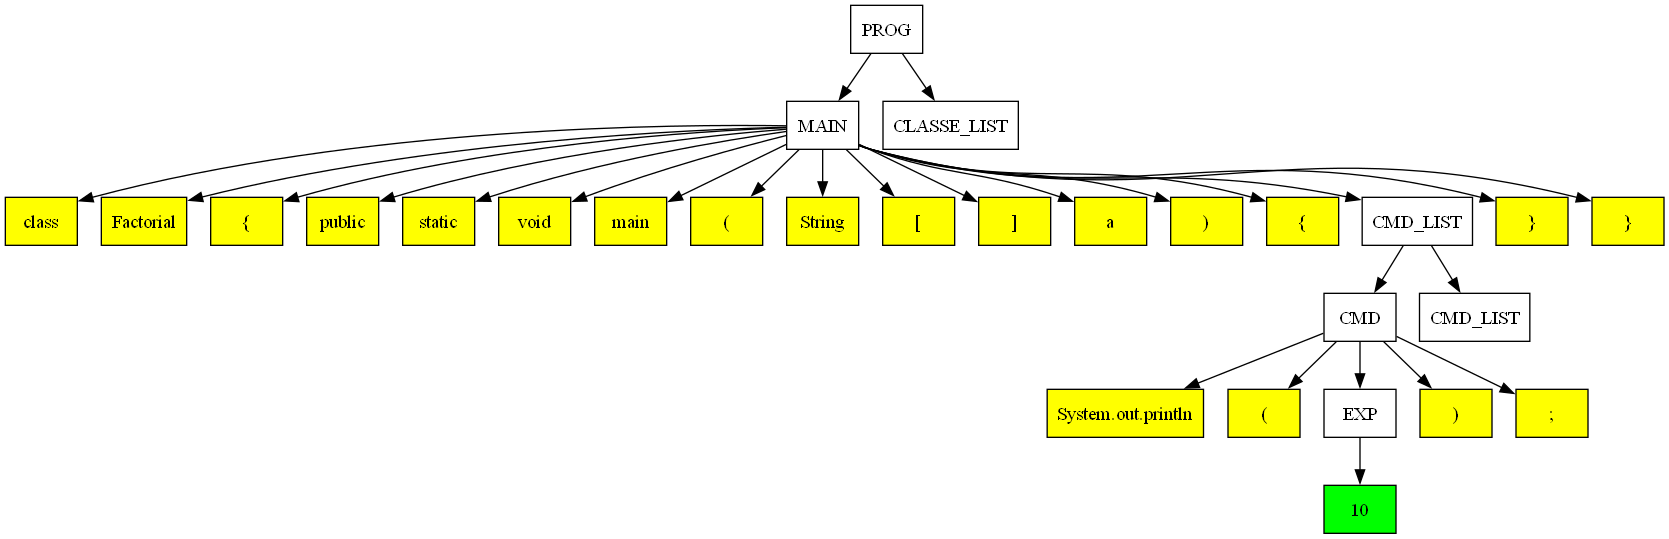 PROG
MAIN CLASSE_LIST
class Factorial { public static void main ( String [ ] a ) { CMD_LIST } }
CMD CMD_LIST
System.out.println ( EXP ) ;
10